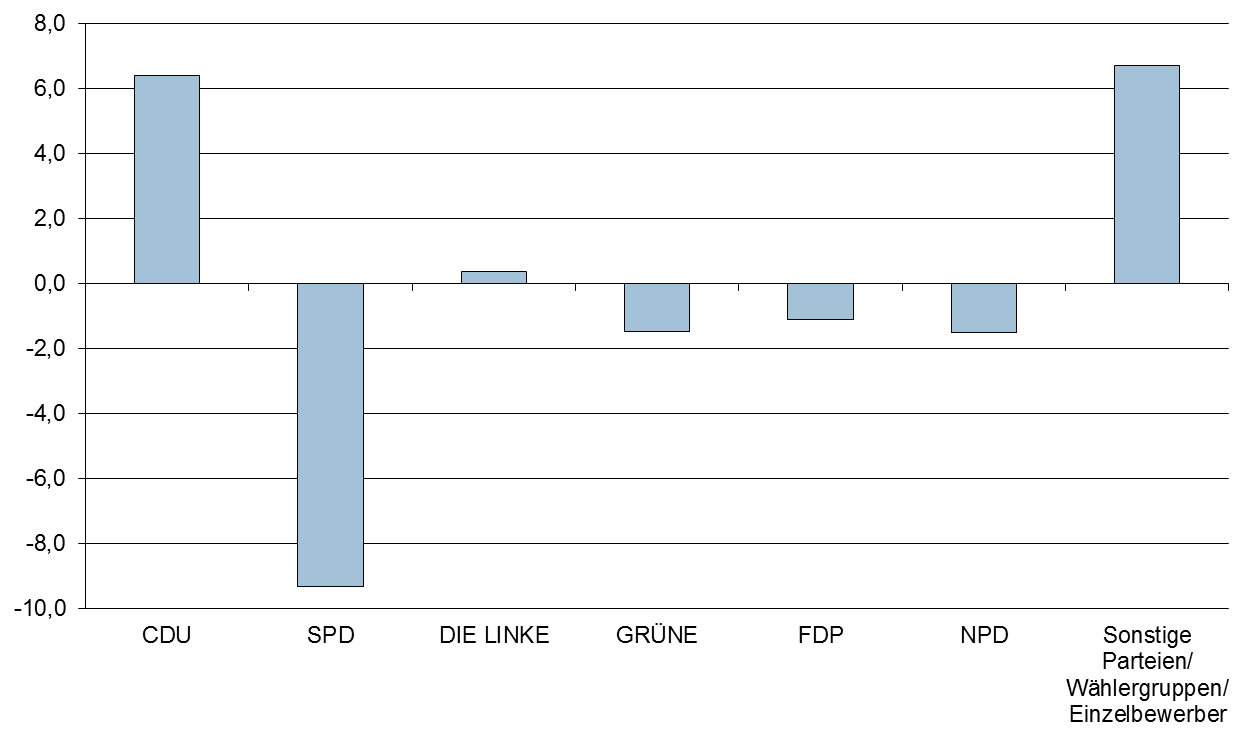 8,0
6,0
4,0
2,0
0,0
-2,0
-4,0
-6,0
-8,0
-10,0
CDU SPD DIE LINKE GRÜNE FDP NPD Sonstige
Parteien/
Wählergruppen/
Einzelbewerber